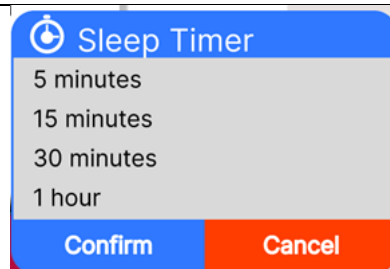 Sleep Timer
5 minutes
15 minutes
30 minutes
1 hour
Confirm Cancel